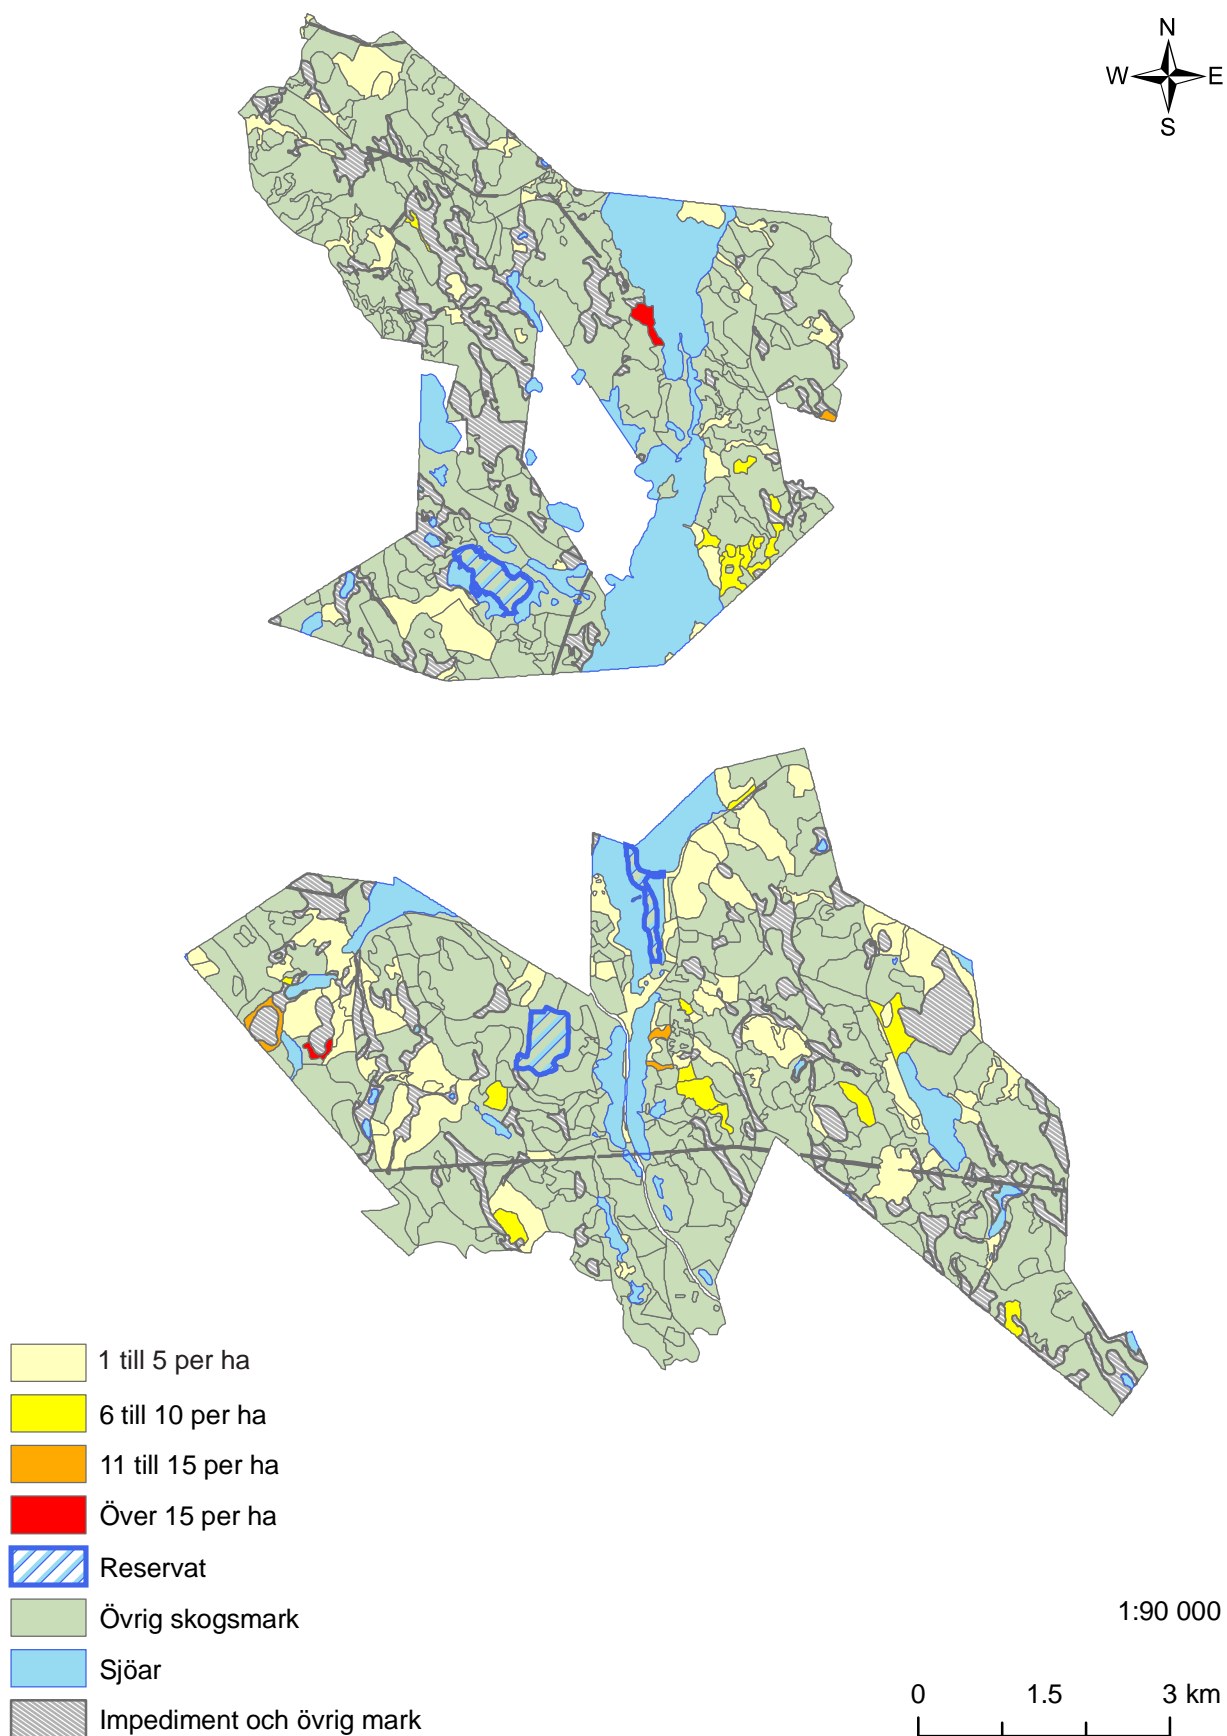 N
W E
S
1 till 5 per ha
6 till 10 per ha
11 till 15 per ha
Över 15 per ha
Reservat
Övrig skogsmark
Sjöar
Impediment och övrig mark
1:90 000
0 1.5 3 km